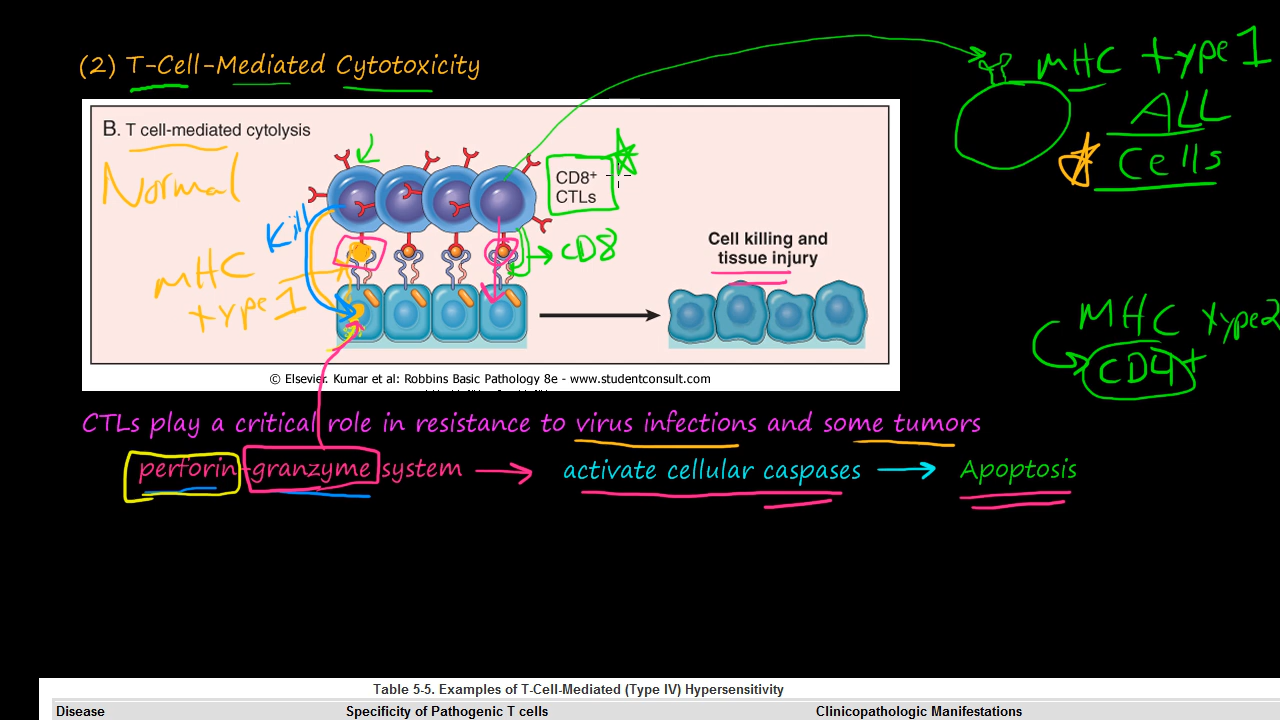 (2) T-Cell-Mediated Cytotoxicity
MHC type 1
ALL
Cells
B. T cell-mediated cytolysis
Normal
CD8+
CTLs
Kill
CD8
MHC
type 1
Cell killing and
tissue injury
MHC type2
CD4+
© Elsevier. Kumar et al: Robbins Basic Pathology 8e - www.studentconsult.com
CTLs play a critical role in resistance to virus infections and some tumors
perforin-granzyme system → activate cellular caspases → Apoptosis
Table 5-5. Examples of T-Cell-Mediated (Type IV) Hypersensitivity
Disease Specificity of Pathogenic T cells Clinicopathologic Manifestations